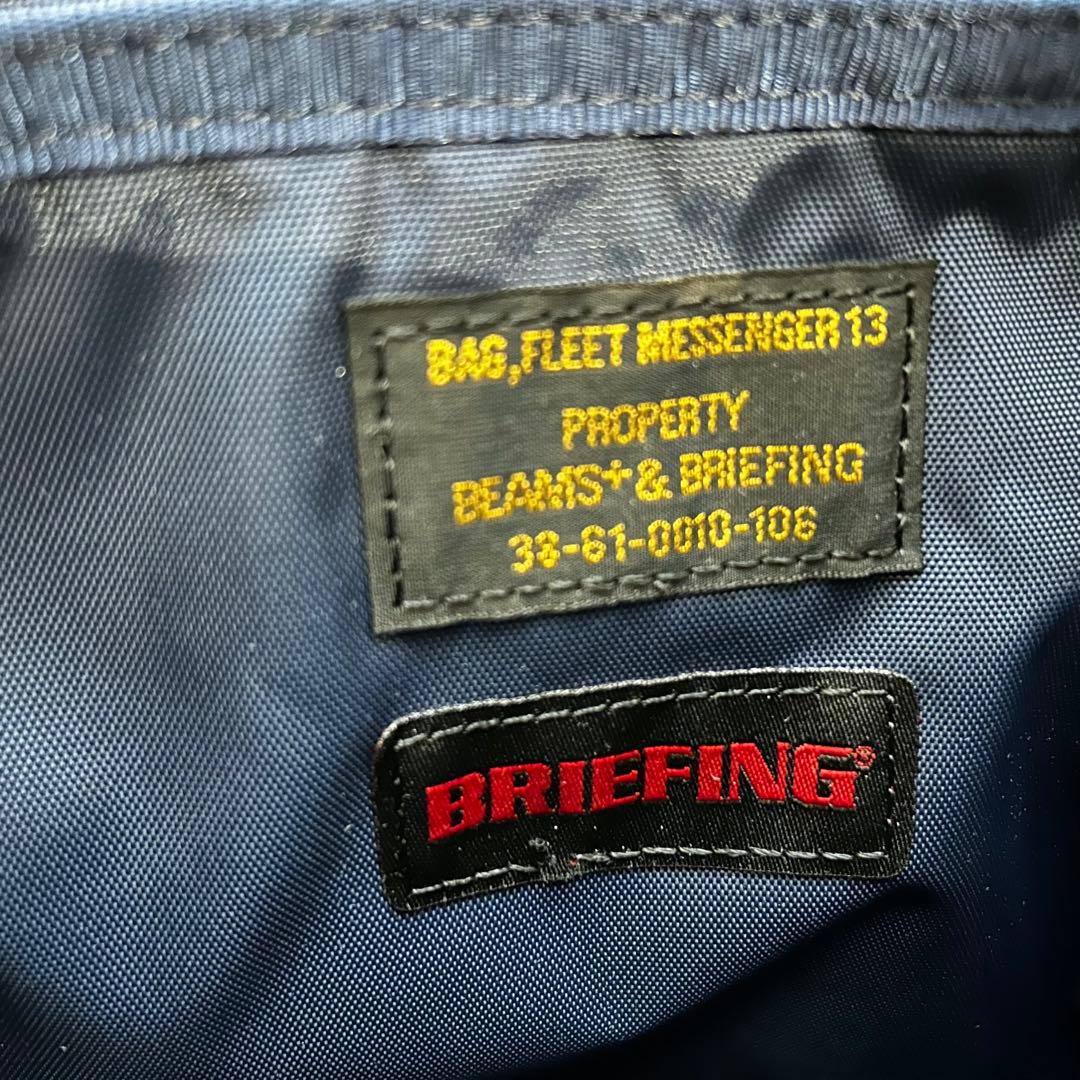 BAG,FLEET MESSENGER 13
PROPERTY
BEAMS+ & BRIEFING
38-61-0010-106
BRIEFING®